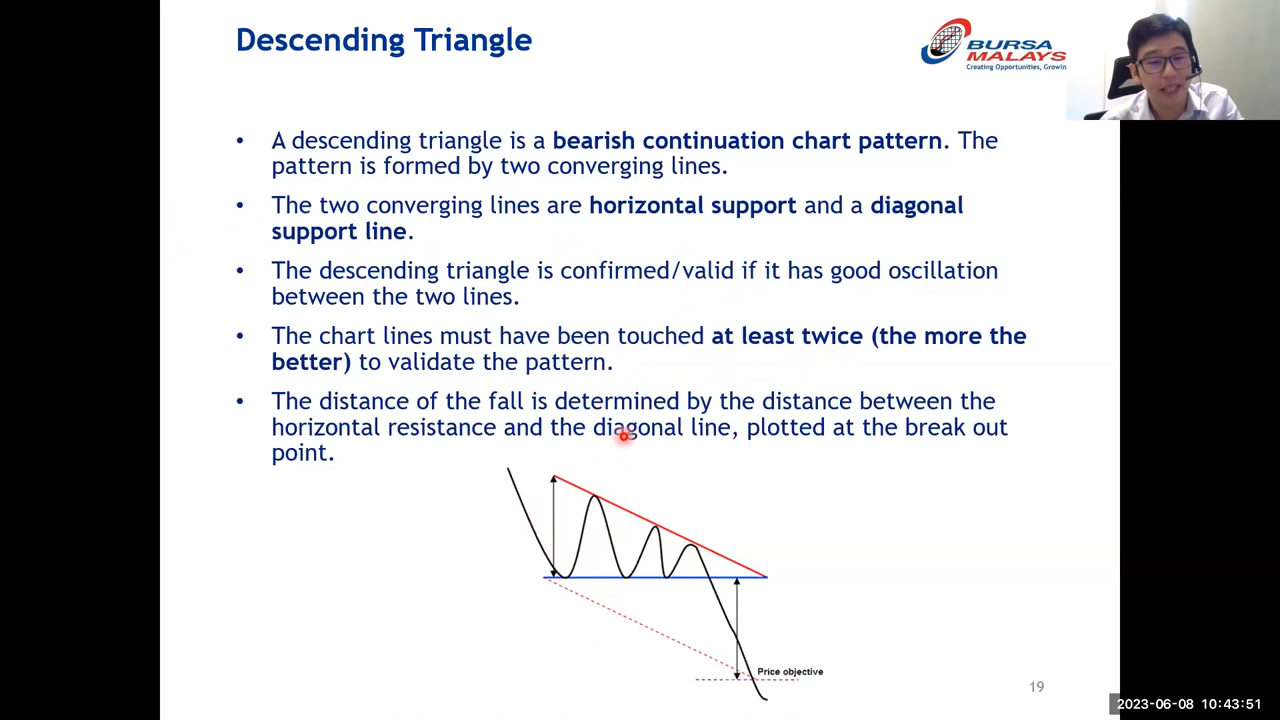 Descending Triangle
BURSA
MALAYS
Creating Opportunities, Growin
• A descending triangle is a bearish continuation chart pattern. The
pattern is formed by two converging lines.
• The two converging lines are horizontal support and a diagonal
support line.
• The descending triangle is confirmed/valid if it has good oscillation
between the two lines.
• The chart lines must have been touched at least twice (the more the
better) to validate the pattern.
• The distance of the fall is determined by the distance between the
horizontal resistance and the diagonal line, plotted at the break out
point.
Price objective
19
2023-06-08 10:43:51